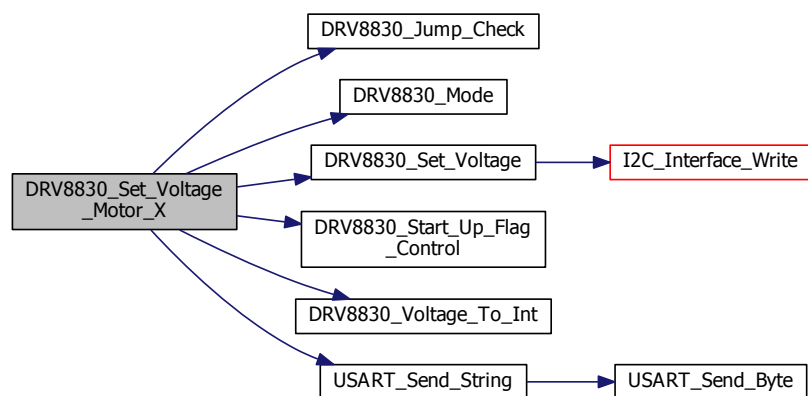 DRV8830_Jump_Check
DRV8830_Mode
DRV8830_Set_Voltage
I2C_Interface_Write
DRV8830_Set_Voltage
_Motor_X
DRV8830_Start_Up_Flag
_Control
DRV8830_Voltage_To_Int
USART_Send_String
USART_Send_Byte